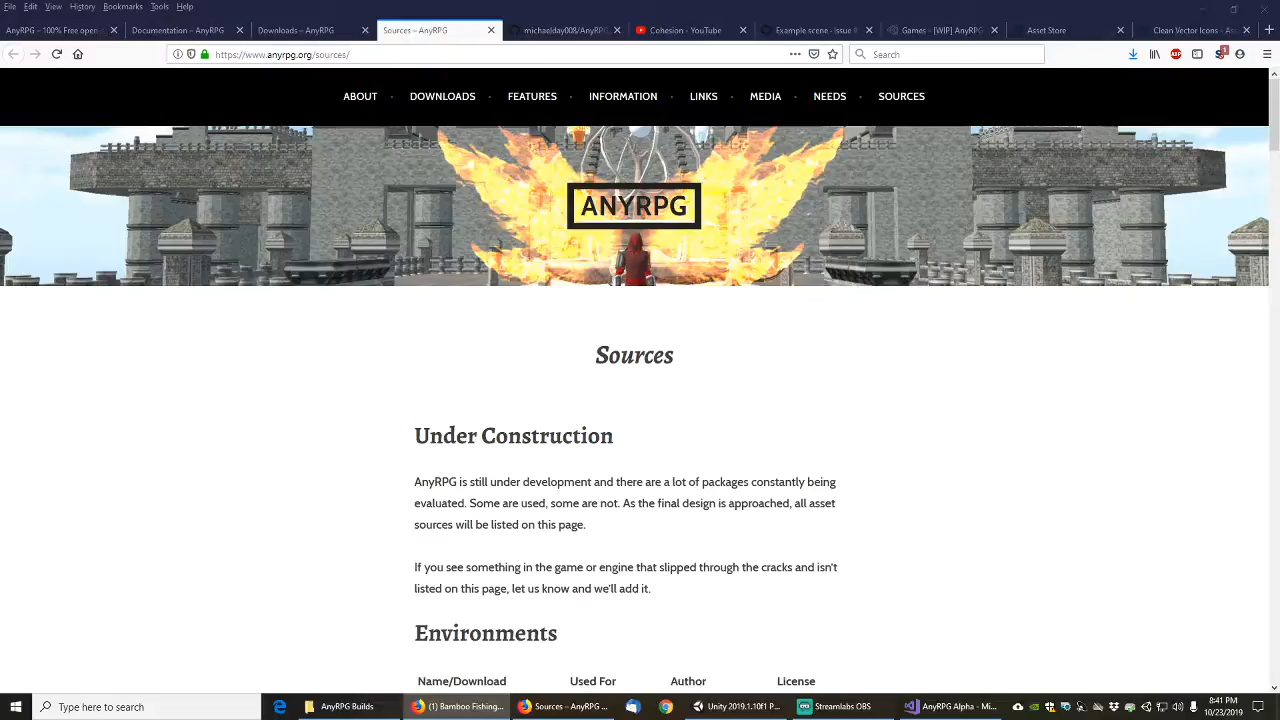 File Edit View History Bookmarks Tools Help
AnyRPG – 100% Free open
Documentation – AnyRPG
Downloads – AnyRPG
Sources – AnyRPG
michaelday008/AnyRPG
Cohesion - YouTube
Example scene - Issue #
Games - [WIP] AnyRPG
Asset Store
Clean Vector Icons - Ass
https://www.anyrpg.org/sources/
Search
ABP
1
ABOUT - DOWNLOADS - FEATURES - INFORMATION - LINKS - MEDIA - NEEDS - SOURCES
ANYRPG
Sources
Under Construction
AnyRPG is still under development and there are a lot of packages constantly being
evaluated. Some are used, some are not. As the final design is approached, all asset
sources will be listed on this page.
If you see something in the game or engine that slipped through the cracks and isn't
listed on this page, let us know and we'll add it.
Environments
Name/Download Used For Author License
Type here to search
AnyRPG Builds
(1) Bamboo Fishing...
Sources – AnyRPG ...
Unity 2019.1.10f1 P...
Streamlabs OBS
AnyRPG Alpha - Mi...
8:41 PM
10/23/2019